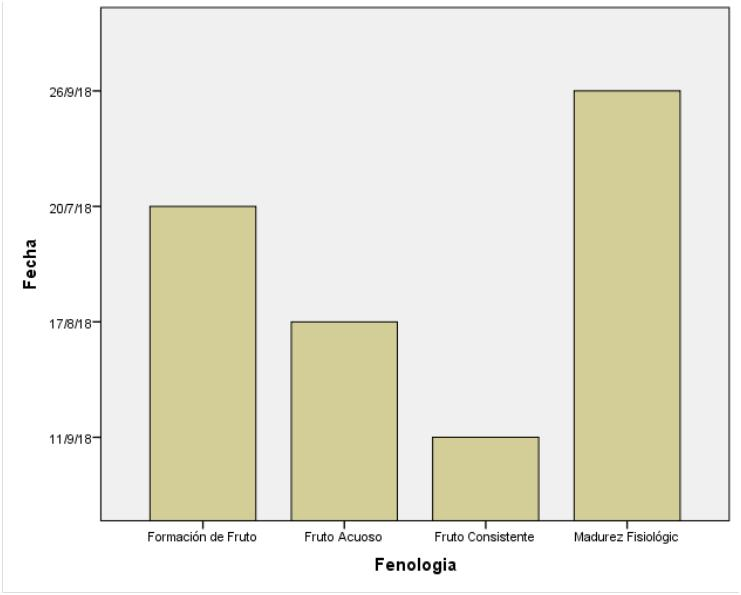 Fecha
26/9/18
20/7/18
17/8/18
11/9/18
Formación de Fruto
Fruto Acuoso
Fruto Consistente
Madurez Fisiológic
Fenologia